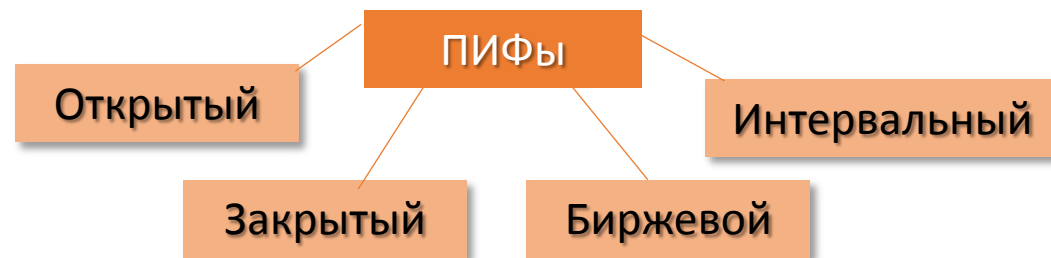 ПИФы
Открытый
Интервальный
Закрытый
Биржевой